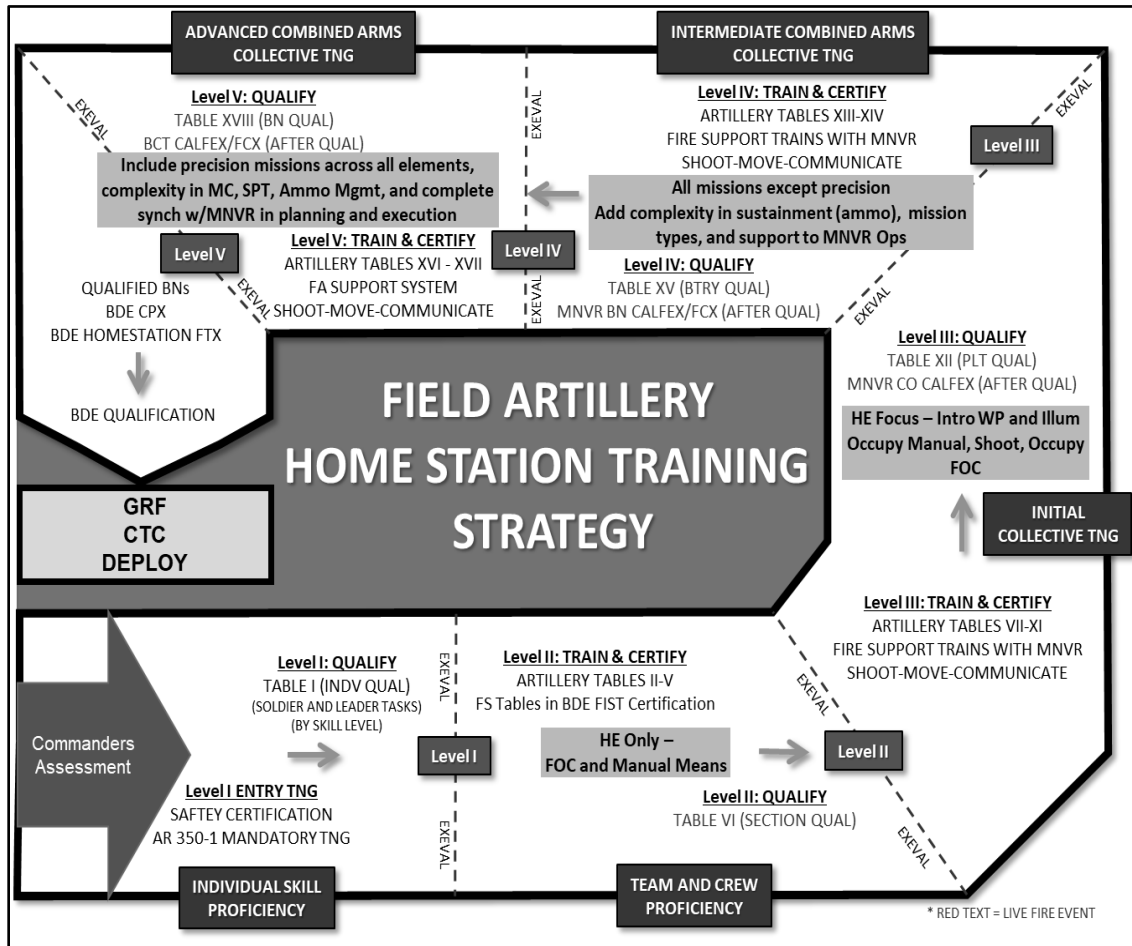 ADVANCED COMBINED ARMS
COLLECTIVE TNG
INTERMEDIATE COMBINED ARMS
COLLECTIVE TNG
EXEVAL
Level V: QUALIFY
TABLE XVIII (BN QUAL)
BCT CALFEX/FCX (AFTER QUAL)
Include precision missions across all elements,
complexity in MC, SPT, Ammo Mgmt, and complete
synch w/MNVR in planning and execution
Level V
Level V: TRAIN & CERTIFY
ARTILLERY TABLES XVI - XVII
FA SUPPORT SYSTEM
SHOOT-MOVE-COMMUNICATE
EXEVAL
QUALIFIED BNs
BDE CPX
BDE HOMESTATION FTX
BDE QUALIFICATION
EXEVAL
Level IV
EXEVAL
Level IV: TRAIN & CERTIFY
ARTILLERY TABLES XIII-XIV
FIRE SUPPORT TRAINS WITH MNVR
SHOOT-MOVE-COMMUNICATE
All missions except precision
Add complexity in sustainment (ammo), mission
types, and support to MNVR Ops
Level IV: QUALIFY
TABLE XV (BTRY QUAL)
MNVR BN CALFEX/FCX (AFTER QUAL)
EXEVAL
Level III
EXEVAL
Level III: QUALIFY
TABLE XII (PLT QUAL)
MNVR CO CALFEX (AFTER QUAL)
HE Focus – Intro WP and Illum
Occupy Manual, Shoot, Occupy
FOC
INITIAL
COLLECTIVE TNG
Level III: TRAIN & CERTIFY
ARTILLERY TABLES VII-XI
FIRE SUPPORT TRAINS WITH MNVR
SHOOT-MOVE-COMMUNICATE
FIELD ARTILLERY
HOME STATION TRAINING
STRATEGY
GRF
CTC
DEPLOY
Commanders
Assessment
Level I: QUALIFY
TABLE I (INDV QUAL)
(SOLDIER AND LEADER TASKS)
(BY SKILL LEVEL)
Level I ENTRY TNG
SAFTEY CERTIFICATION
AR 350-1 MANDATORY TNG
EXEVAL
Level I
EXEVAL
Level II: TRAIN & CERTIFY
ARTILLERY TABLES II-V
FS Tables in BDE FIST Certification
HE Only –
FOC and Manual Means
Level II: QUALIFY
TABLE VI (SECTION QUAL)
EXEVAL
Level II
EXEVAL
INDIVIDUAL SKILL
PROFICIENCY
TEAM AND CREW
PROFICIENCY
* RED TEXT = LIVE FIRE EVENT